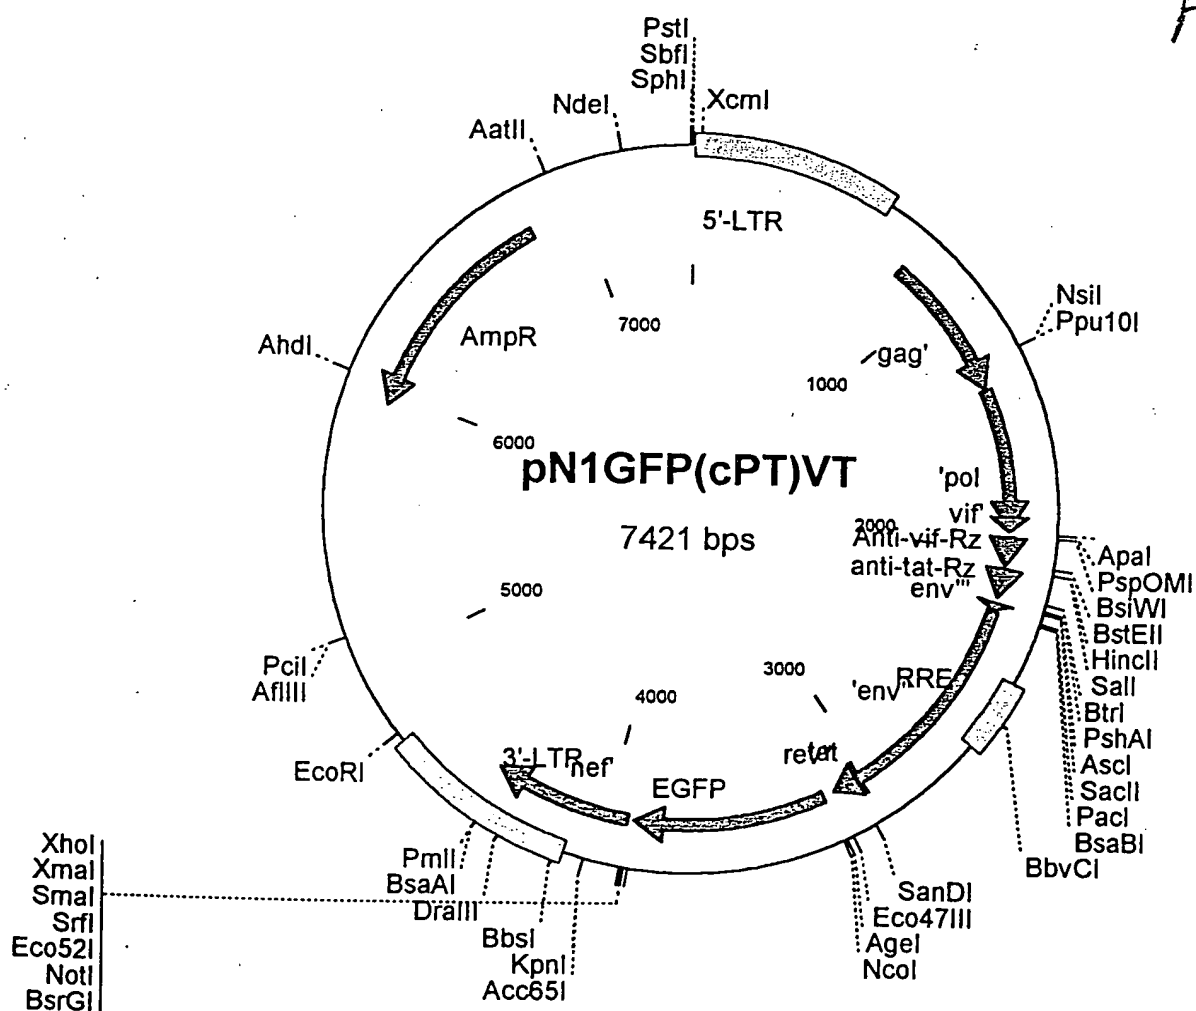 PstI
SbfI
SphI
XcmI
NdeI
AatII
5'-LTR
NsiI
Ppu10I
7000
AmpR
AhdI
gag'
1000
6000
pN1GFP(cPT)VT
'pol
vif'
2000
7421 bps
Anti-vif-Rz
anti-tat-Rz
env'''
ApaI
PspOMI
BsiWI
BstEII
HincII
SalI
BtrI
PshAI
AscI
SacII
PacI
BsaBI
5000
PciI
AflIII
3000
'env'
RRE
4000
rev
tat
3'-LTR
nef'
EGFP
EcoRI
BbvCI
SanDI
Eco47III
AgeI
NcoI
PmlI
BsaAI
DraIII
BbsI
KpnI
Acc65I
XhoI
XmaI
SmaI
SrfI
Eco52I
NotI
BsrGI